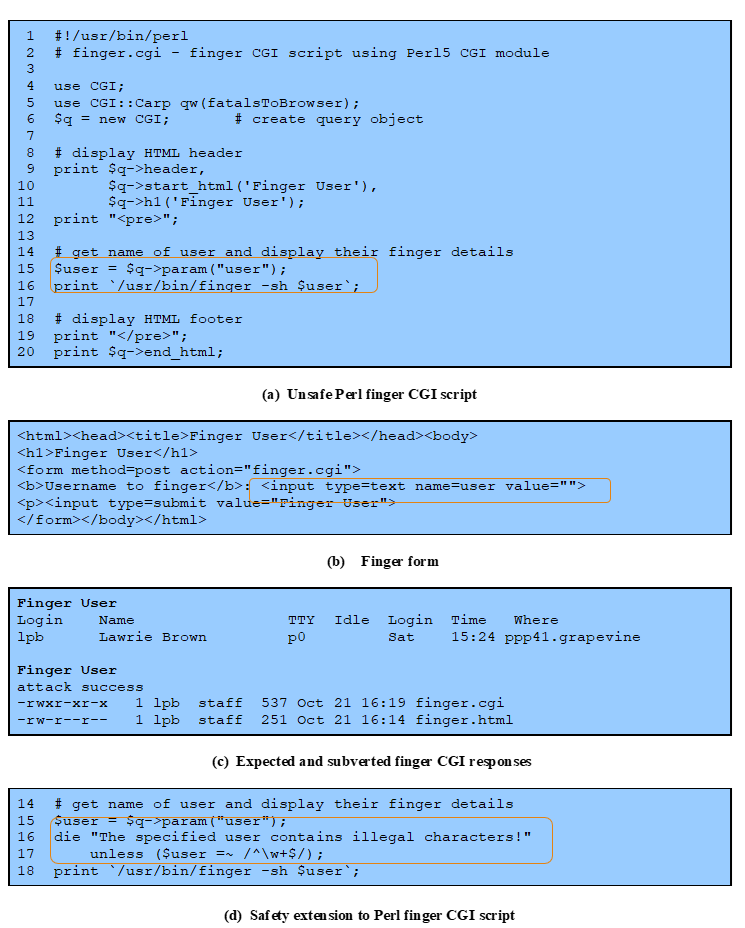 1 #!/usr/bin/perl
2 # finger.cgi - finger CGI script using Perl5 CGI module
3
4 use CGI;
5 use CGI::Carp qw(fatalsToBrowser);
6 $q = new CGI; # create query object
7
8 # display HTML header
9 print $q->header,
10 $q->start_html('Finger User'),
11 $q->h1('Finger User');
12 print "<pre>";
13
14 # get name of user and display their finger details
15 $user = $q->param("user");
16 print `/usr/bin/finger -sh $user`;
17
18 # display HTML footer
19 print "</pre>";
20 print $q->end_html;
(a) Unsafe Perl finger CGI script
<html><head><title>Finger User</title></head><body>
<h1>Finger User</h1>
<form method=post action="finger.cgi">
<b>Username to finger</b>: <input type=text name=user value="">
<p><input type=submit value="Finger User">
</form></body></html>
(b) Finger form
Finger User
Login Name TTY Idle Login Time Where
lpb Lawrie Brown p0 Sat 15:24 ppp41.grapevine
Finger User
attack success
-rwxr-xr-x 1 lpb staff 537 Oct 21 16:19 finger.cgi
-rw-r--r-- 1 lpb staff 251 Oct 21 16:14 finger.html
(c) Expected and subverted finger CGI responses
14 # get name of user and display their finger details
15 $user = $q->param("user");
16 die "The specified user contains illegal characters!"
17 unless ($user =~ /^\w+$/);
18 print `/usr/bin/finger -sh $user`;
(d) Safety extension to Perl finger CGI script